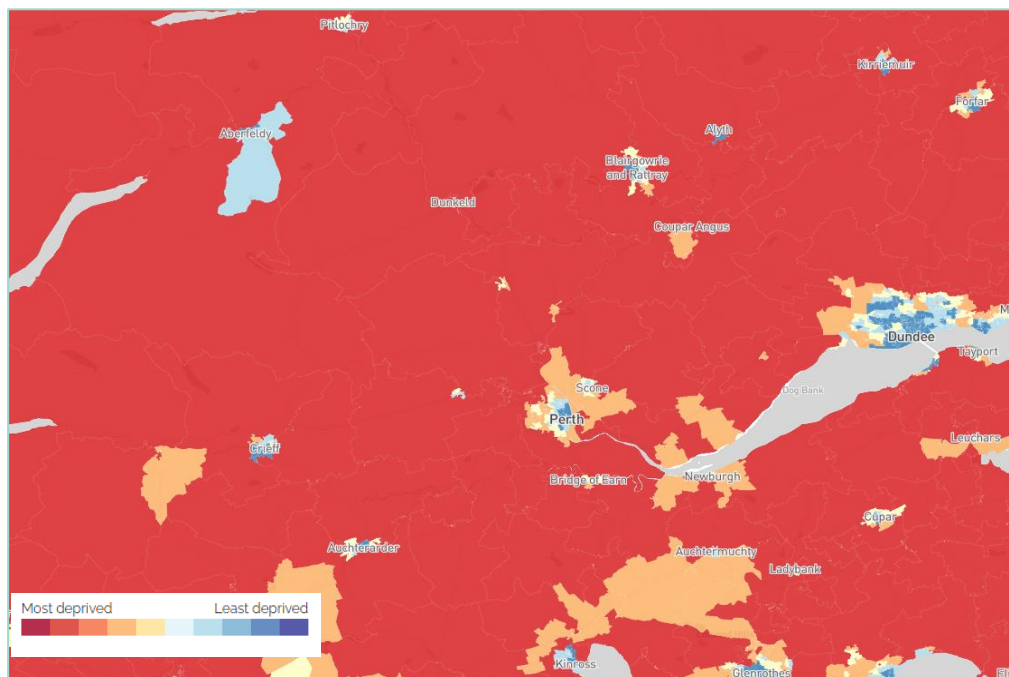 Pitlochry
Kirriemuir
Forfar
Aberfeldy
Alyth
Blairgowrie
and Rattray
Dunkeld
Coupar Angus
M
Dundee
Tayport
Dog Bank
Scone
Perth
Leuchars
Crieff
Bridge of Earn
Newburgh
Cupar
Auchterarder
Auchtermuchty
Ladybank
Most deprived
Least deprived
Kinross
Glenrothes